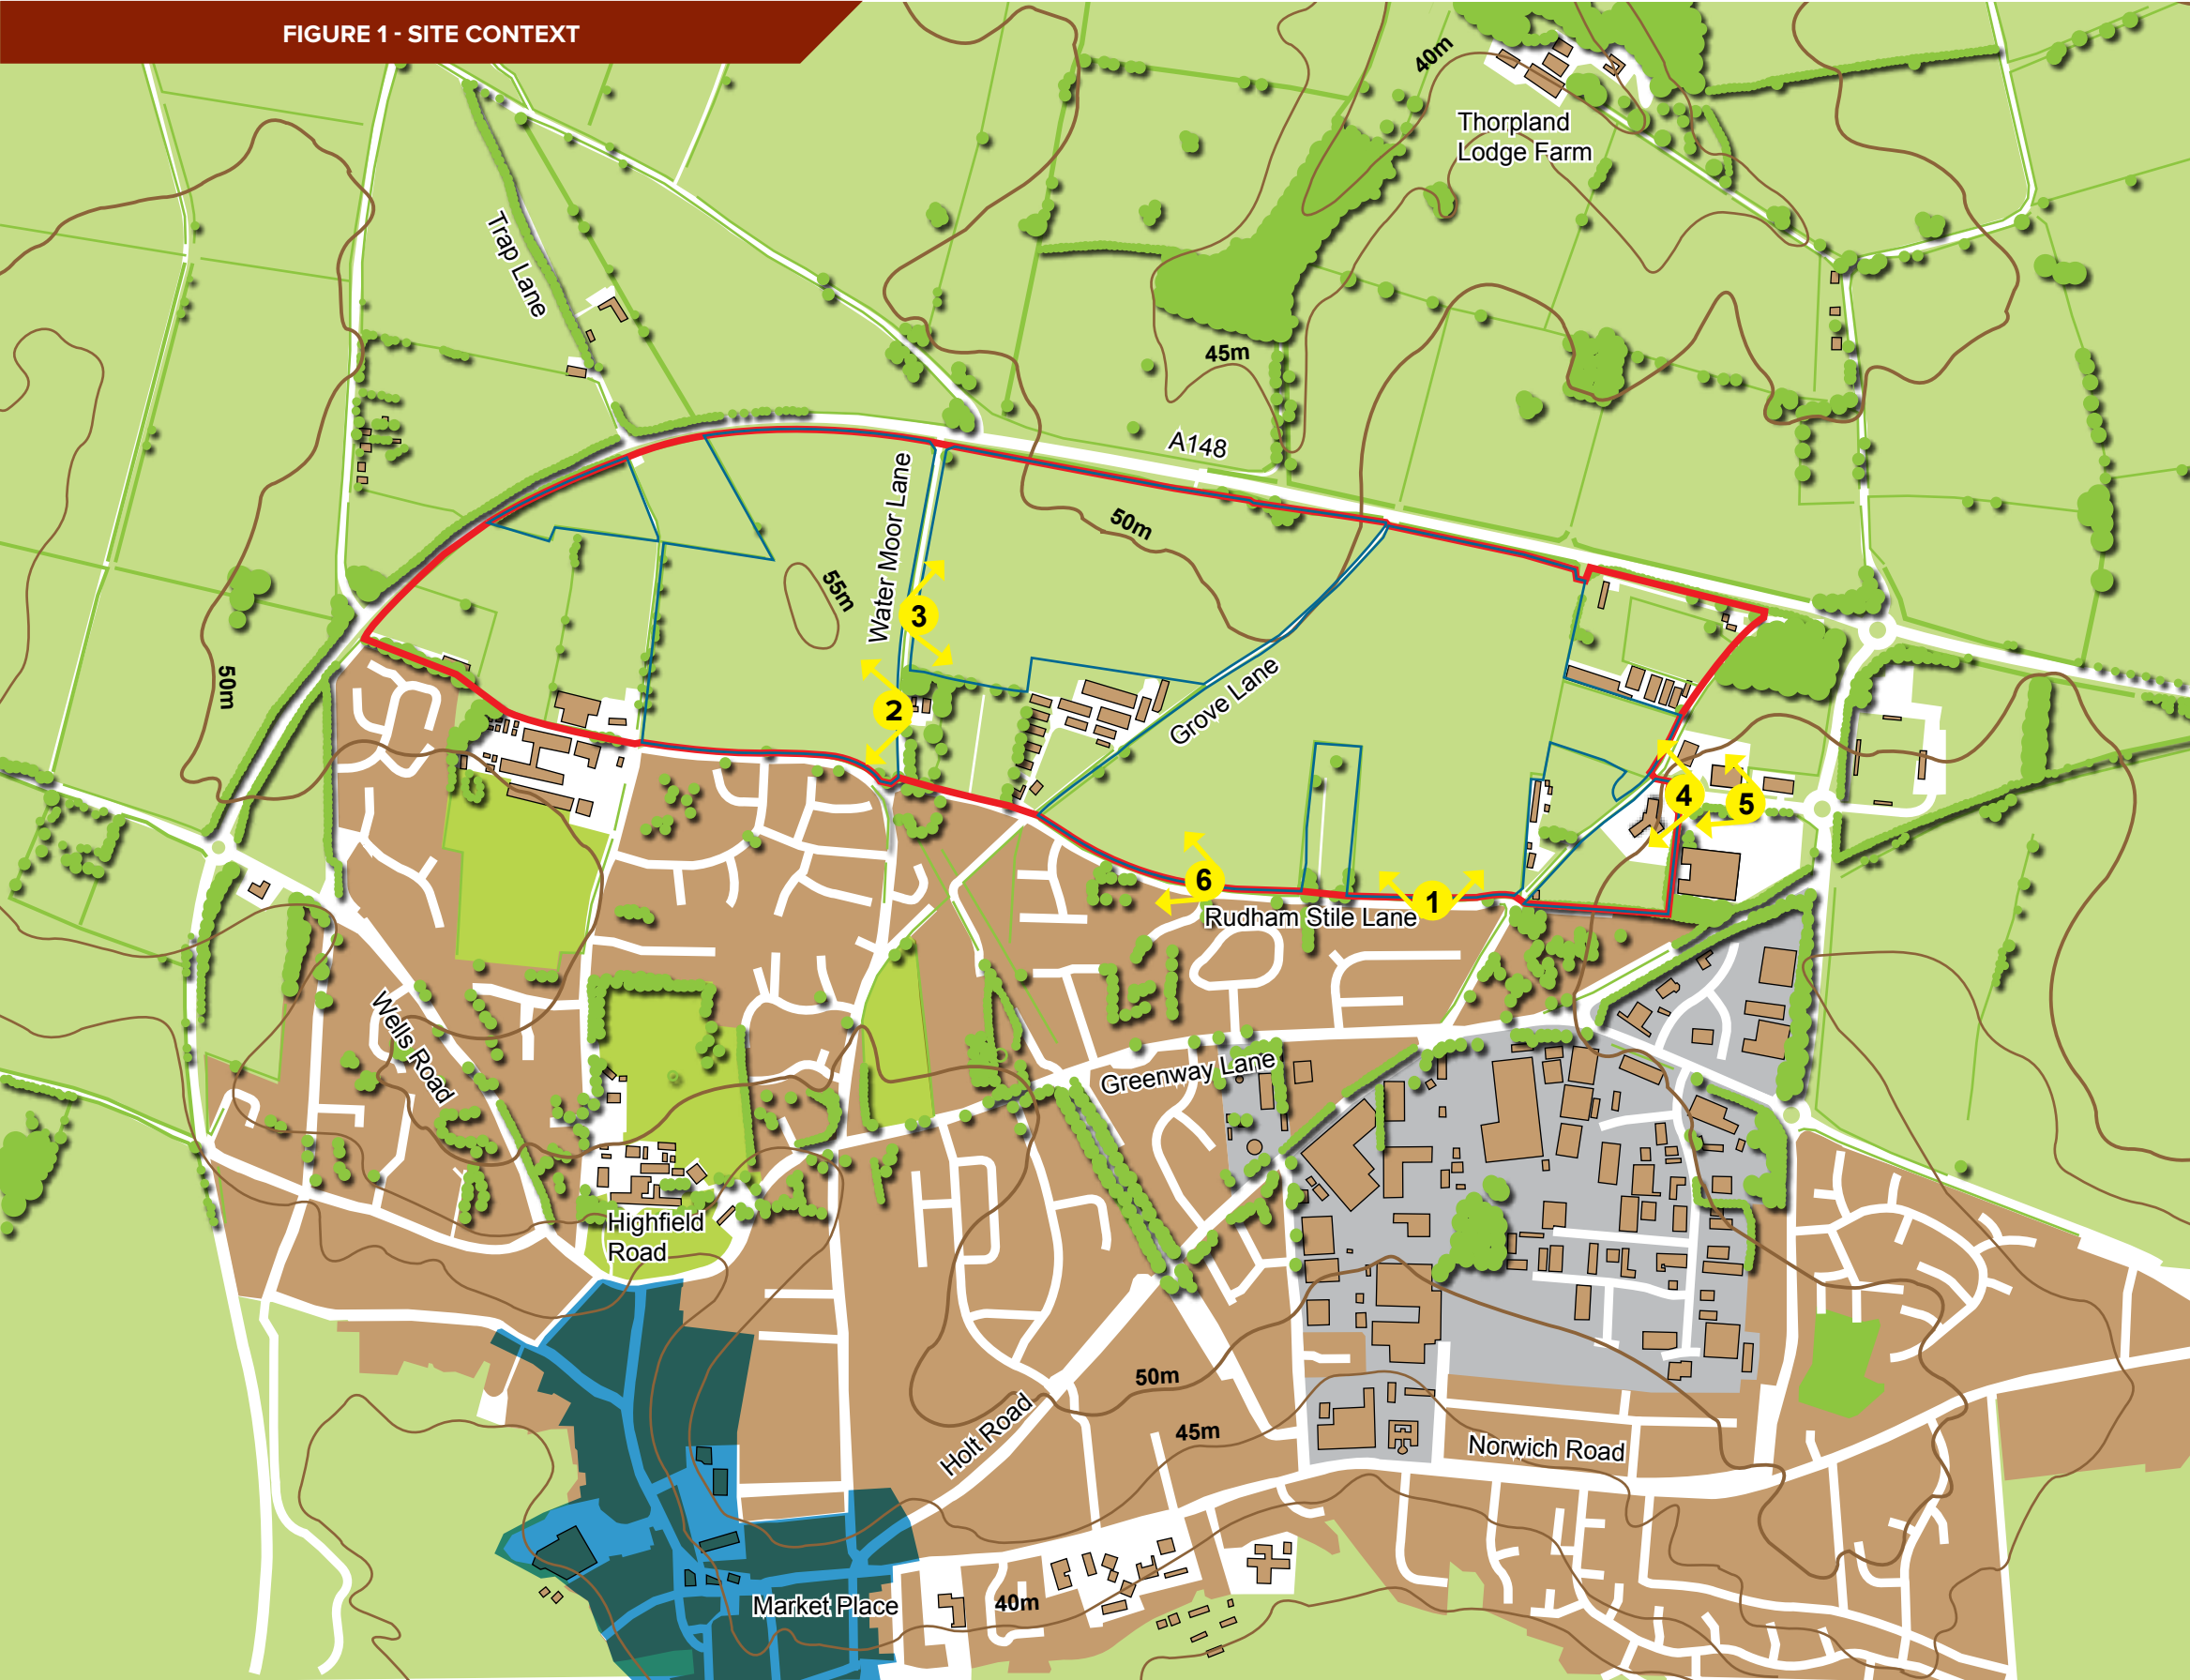 FIGURE 1 - SITE CONTEXT
40m
Thorpland
Lodge Farm
Trap Lane
45m
A148
Water Moor Lane
50m
55m
3
50m
Grove Lane
2
4
5
6
1
Rudham Stile Lane
Wells Road
Greenway Lane
Highfield
Road
50m
Holt Road
45m
Norwich Road
Market Place
40m